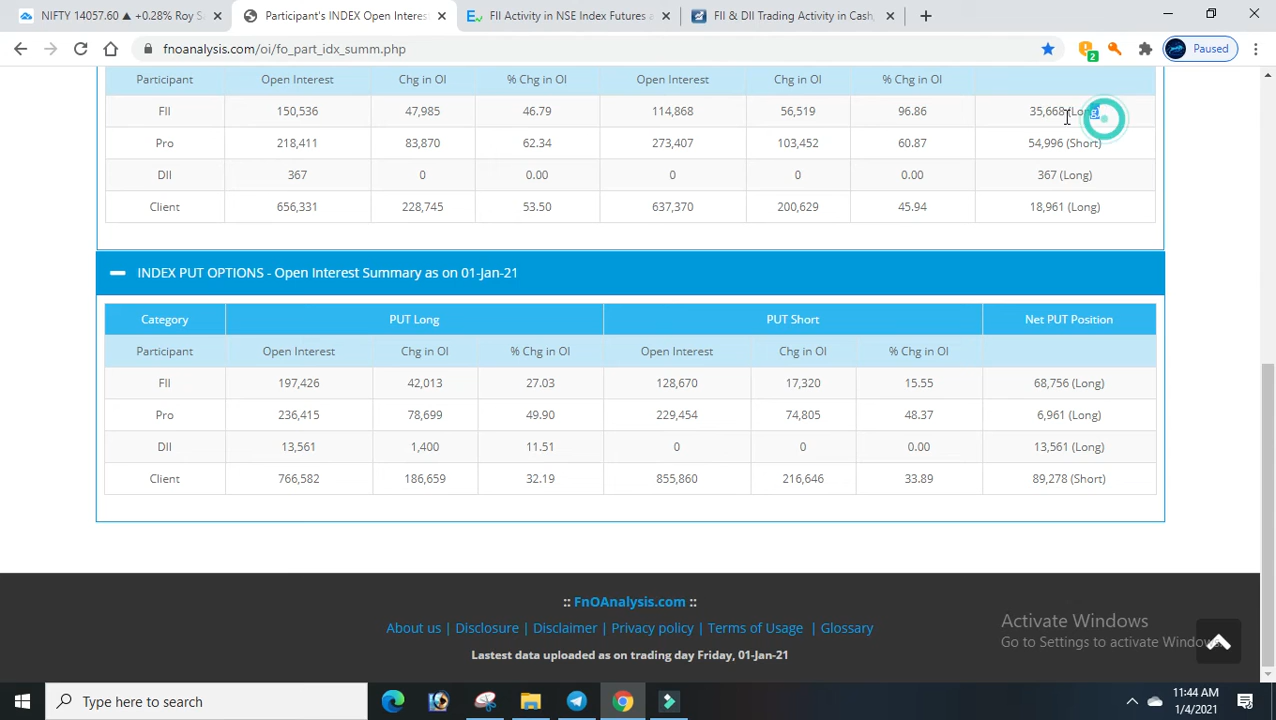 NIFTY 14057.60 ▲ +0.28% Roy S
Participant's INDEX Open Interes
FII Activity in NSE Index Futures a
FII & DII Trading Activity in Cash,
fnoanalysis.com/oi/fo_part_idx_summ.php
2
Paused
Participant Open Interest Chg in OI % Chg in OI Open Interest Chg in OI % Chg in OI
FII 150,536 47,985 46.79 114,868 56,519 96.86 35,668 (Long)
Pro 218,411 83,870 62.34 273,407 103,452 60.87 54,996 (Short)
DII 367 0 0.00 0 0 0.00 367 (Long)
Client 656,331 228,745 53.50 637,370 200,629 45.94 18,961 (Long)
INDEX PUT OPTIONS - Open Interest Summary as on 01-Jan-21
Category PUT Long PUT Short Net PUT Position
Participant Open Interest Chg in OI % Chg in OI Open Interest Chg in OI % Chg in OI
FII 197,426 42,013 27.03 128,670 17,320 15.55 68,756 (Long)
Pro 236,415 78,699 49.90 229,454 74,805 48.37 6,961 (Long)
DII 13,561 1,400 11.51 0 0 0.00 13,561 (Long)
Client 766,582 186,659 32.19 855,860 216,646 33.89 89,278 (Short)
:: FnOAnalysis.com ::
About us | Disclosure | Disclaimer | Privacy policy | Terms of Usage | Glossary
Lastest data uploaded as on trading day Friday, 01-Jan-21
Activate Windows
Go to Settings to activate Windows.
Type here to search
11:44 AM
1/4/2021